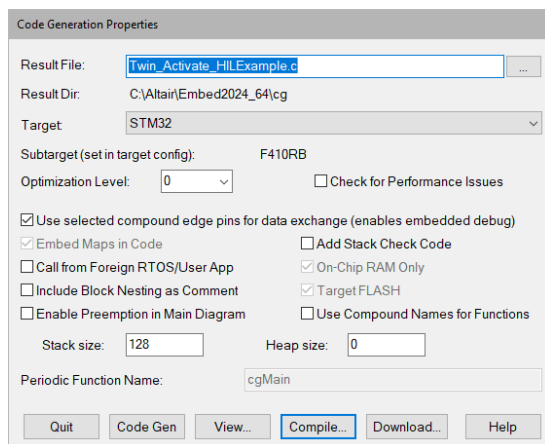 Code Generation Properties
Result File: Twin_Activate_HILExample.c ...
Result Dir: C:\Altair\Embed2024_64\cg
Target: STM32
Subtarget (set in target config): F410RB
Optimization Level: 0 Check for Performance Issues
Use selected compound edge pins for data exchange (enables embedded debug)
Embed Maps in Code Add Stack Check Code
Call from Foreign RTOS/User App On-Chip RAM Only
Include Block Nesting as Comment Target FLASH
Enable Preemption in Main Diagram Use Compound Names for Functions
Stack size: 128 Heap size: 0
Periodic Function Name: cgMain
Quit Code Gen View... Compile... Download... Help